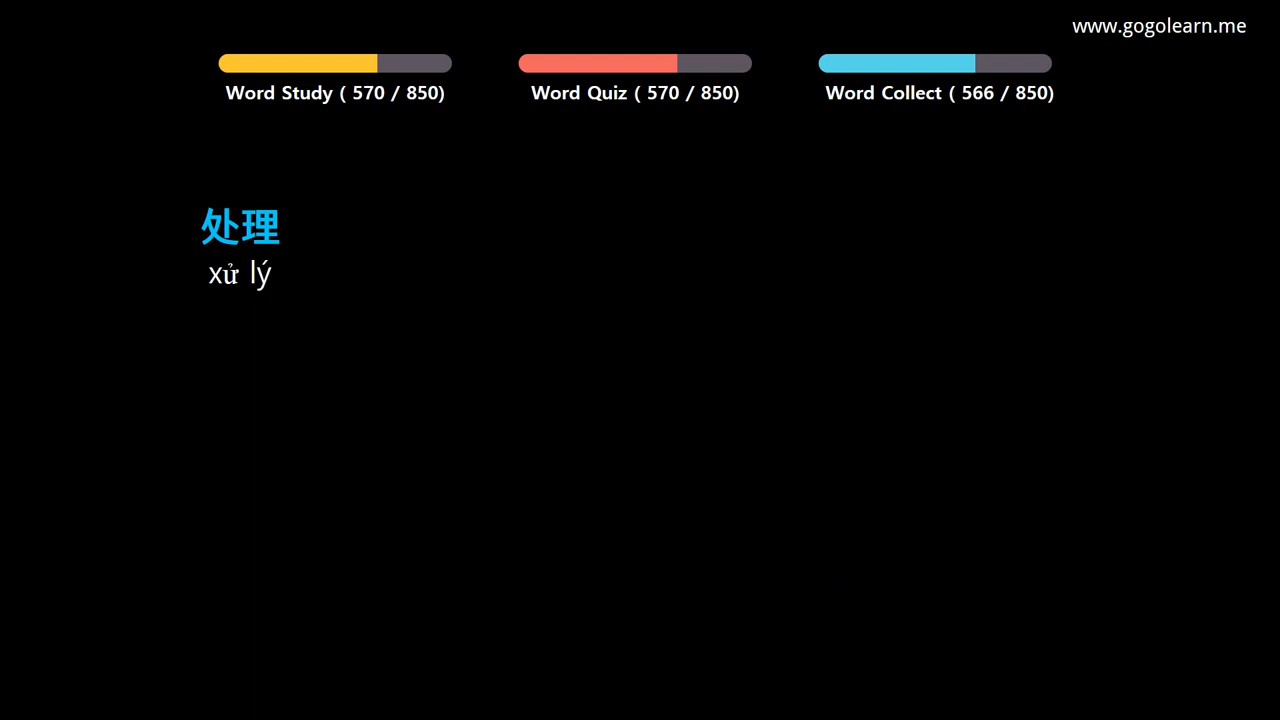 www.gogolearn.me
Word Study ( 570 / 850)
Word Quiz ( 570 / 850)
Word Collect ( 566 / 850)
处理
xử lý